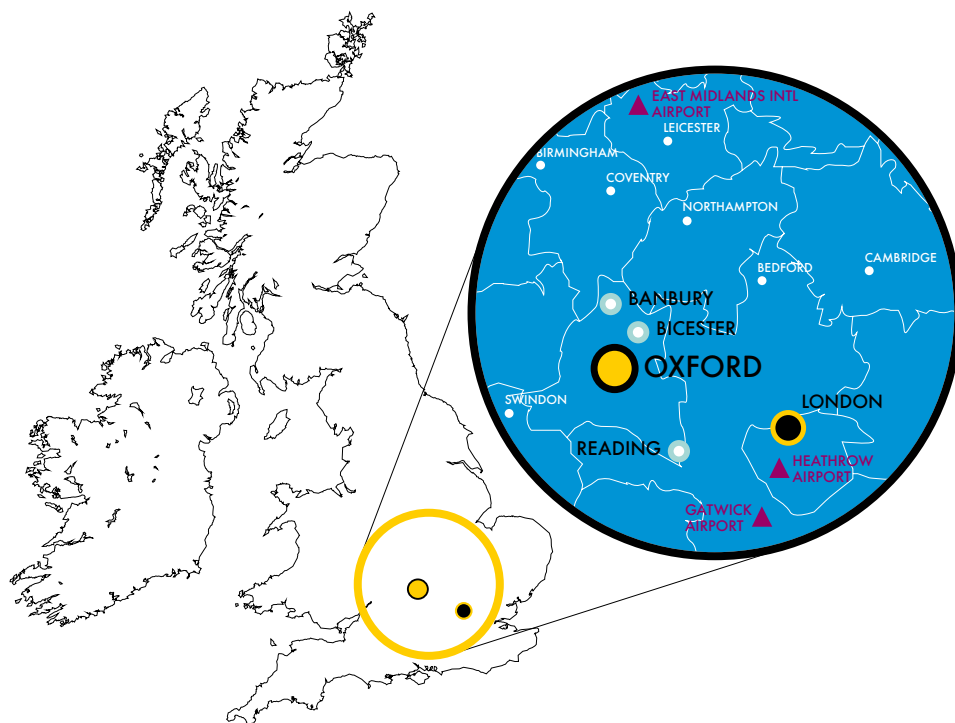 EAST MIDLANDS INTL
AIRPORT
LEICESTER
BIRMINGHAM
COVENTRY
NORTHAMPTON
CAMBRIDGE
BEDFORD
BANBURY
BICESTER
OXFORD
SWINDON
LONDON
READING
HEATHROW
AIRPORT
GATWICK
AIRPORT